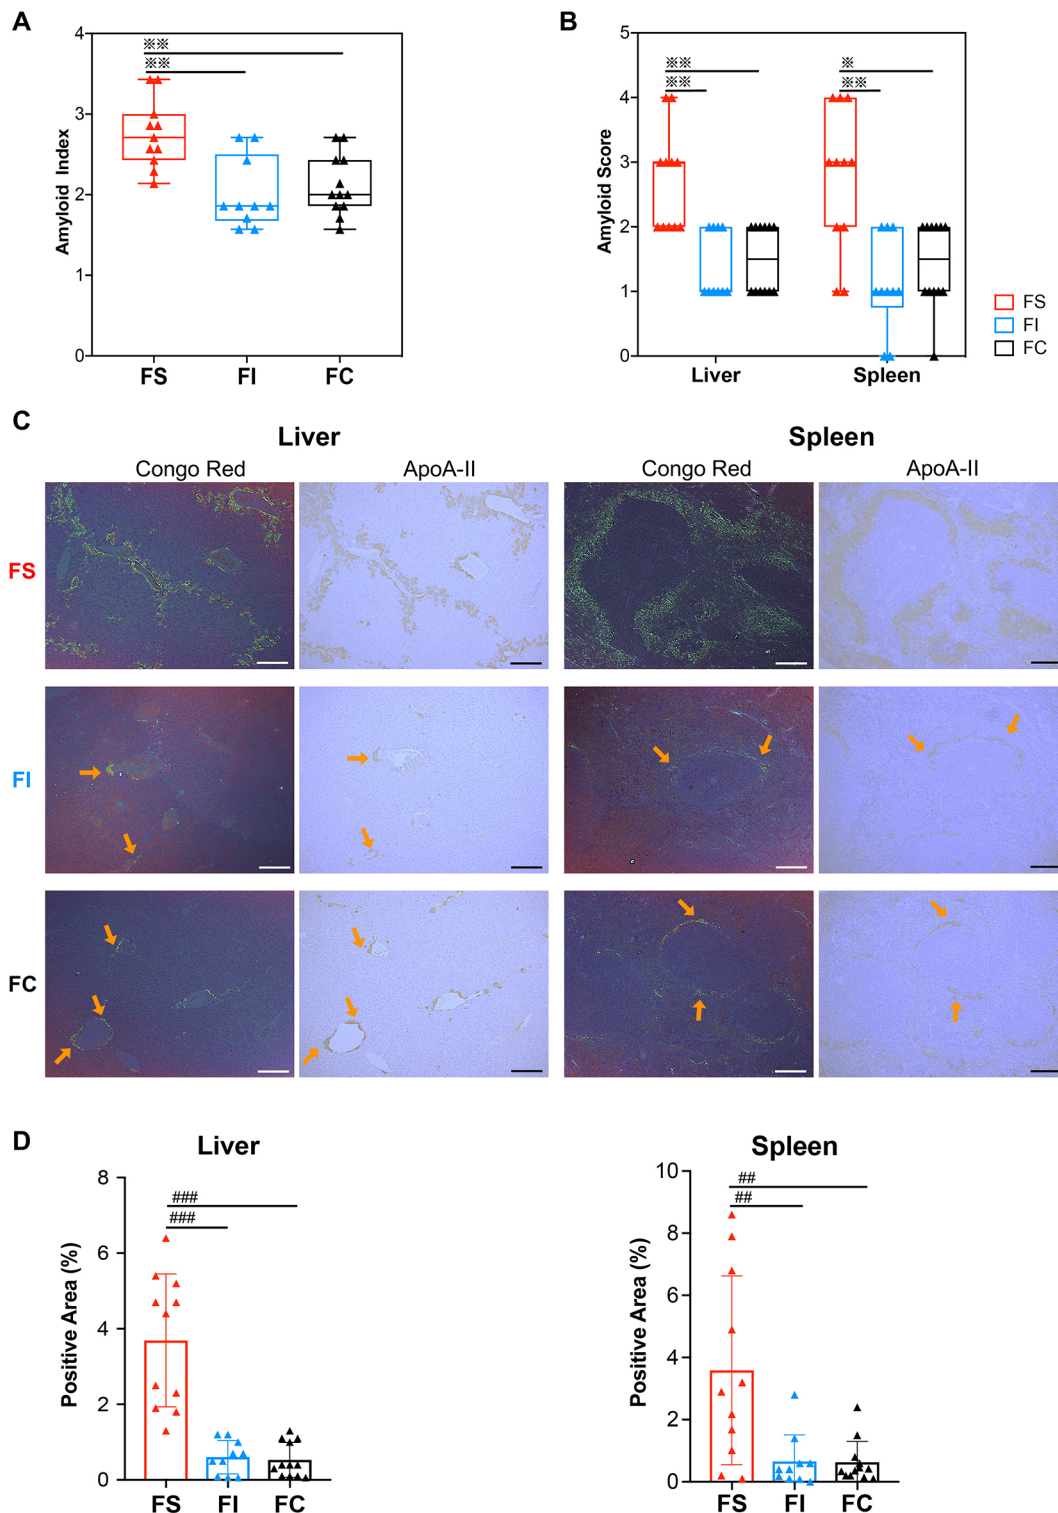 A
Amyloid Index
4
3
2
1
0
※※
※※
FS FI FC
B
Amyloid Score
5
4
3
2
1
0
※※
※※
※
※※
Liver Spleen
FS
FI
FC
C
Liver Spleen
Congo Red ApoA-II Congo Red ApoA-II
FS
FI
FC
D
Liver
Positive Area (%)
8
6
4
2
0
###
###
FS FI FC
Spleen
Positive Area (%)
10
8
6
4
2
0
##
##
FS FI FC